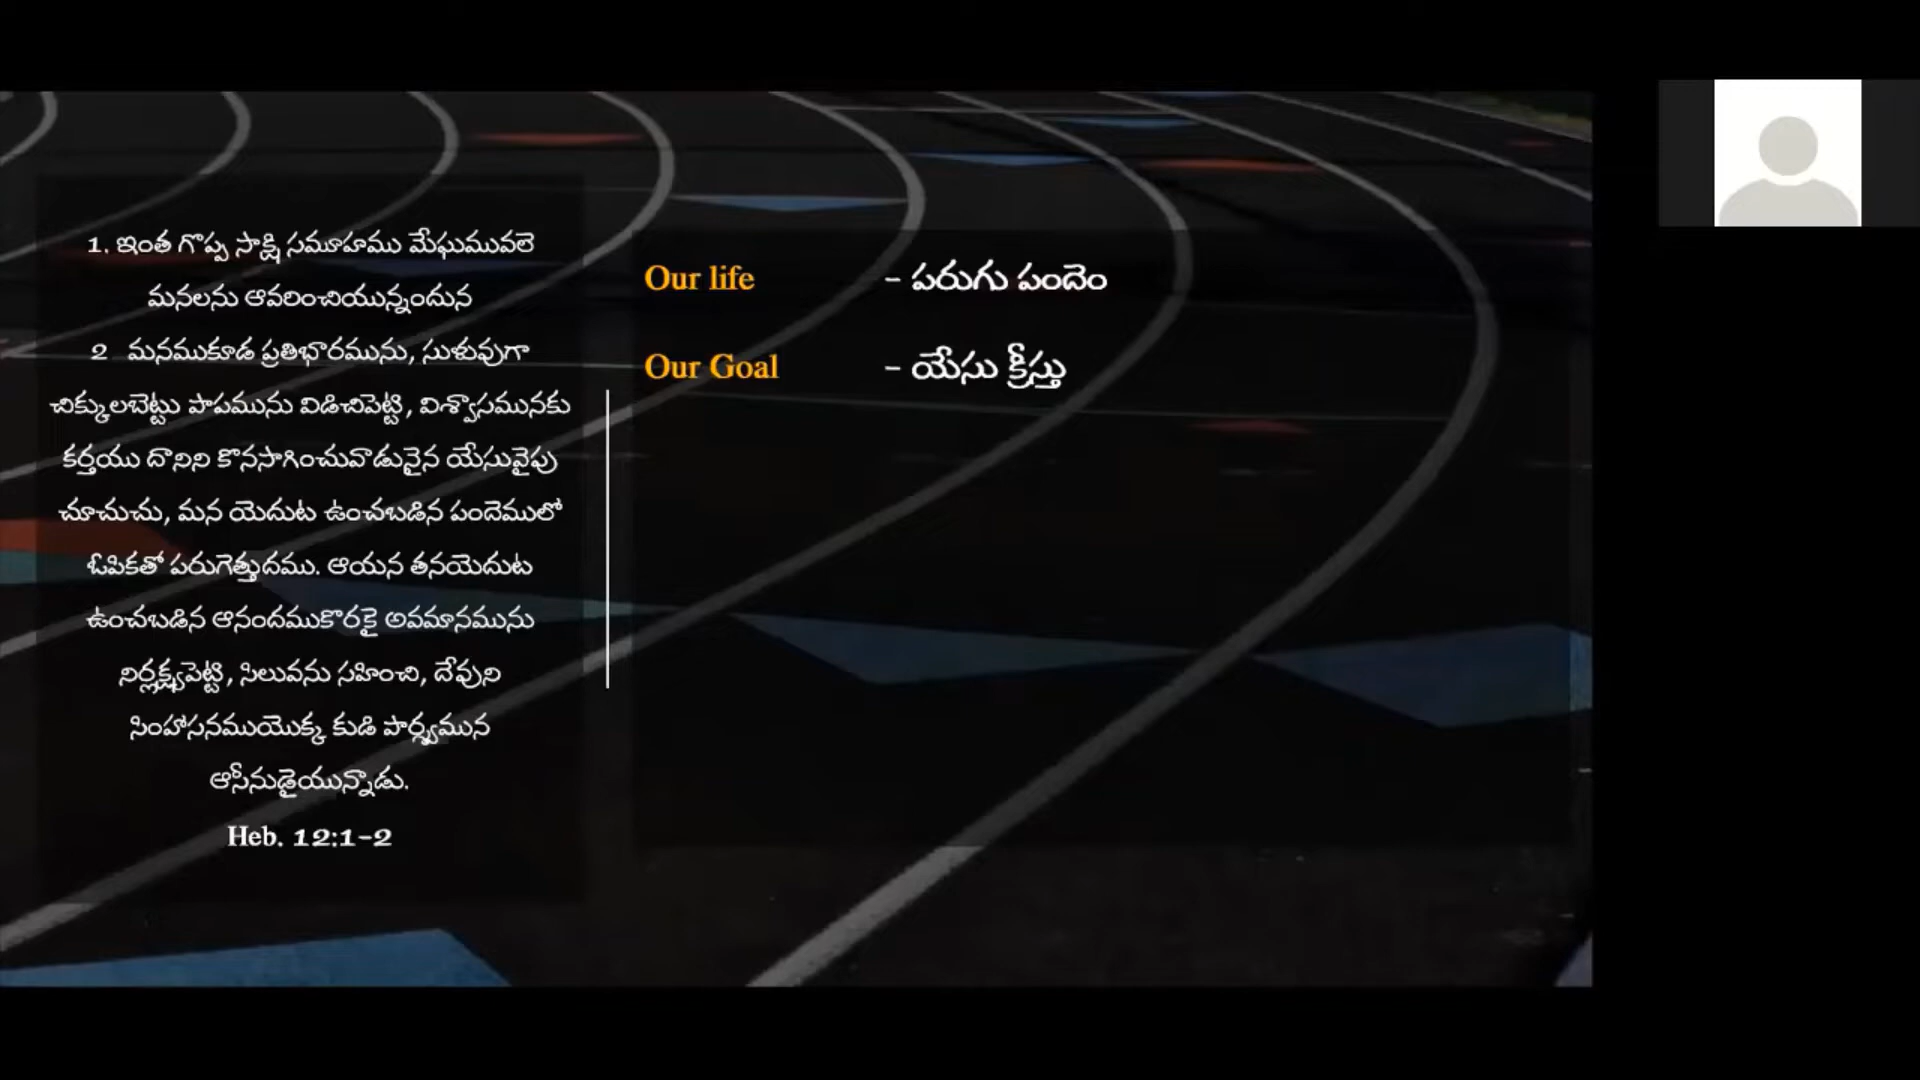 1. ఇంత గొప్ప సాక్షి సమూహము మేఘమువలె
మనలను ఆవరించియున్నందున
2 మనముకూడ ప్రతిభారమును, సుళువుగా
చిక్కులబెట్టు పాపమును విడిచిపెట్టి, విశ్వాసమునకు
కర్తయు దానిని కొనసాగించువాడునైన యేసువైపు
చూచుచు, మన యెదుట ఉంచబడిన పందెములో
ఓపికతో పరుగెత్తుదము. ఆయన తనయెదుట
ఉంచబడిన ఆనందముకొరకై అవమానమును
నిర్లక్ష్యపెట్టి, సిలువను సహించి, దేవుని
సింహాసనముయొక్క కుడి పార్శ్వమున
ఆసీనుడైయున్నాడు.
Heb. 12:1-2
Our life - పరుగు పందెం
Our Goal - యేసు క్రీస్తు